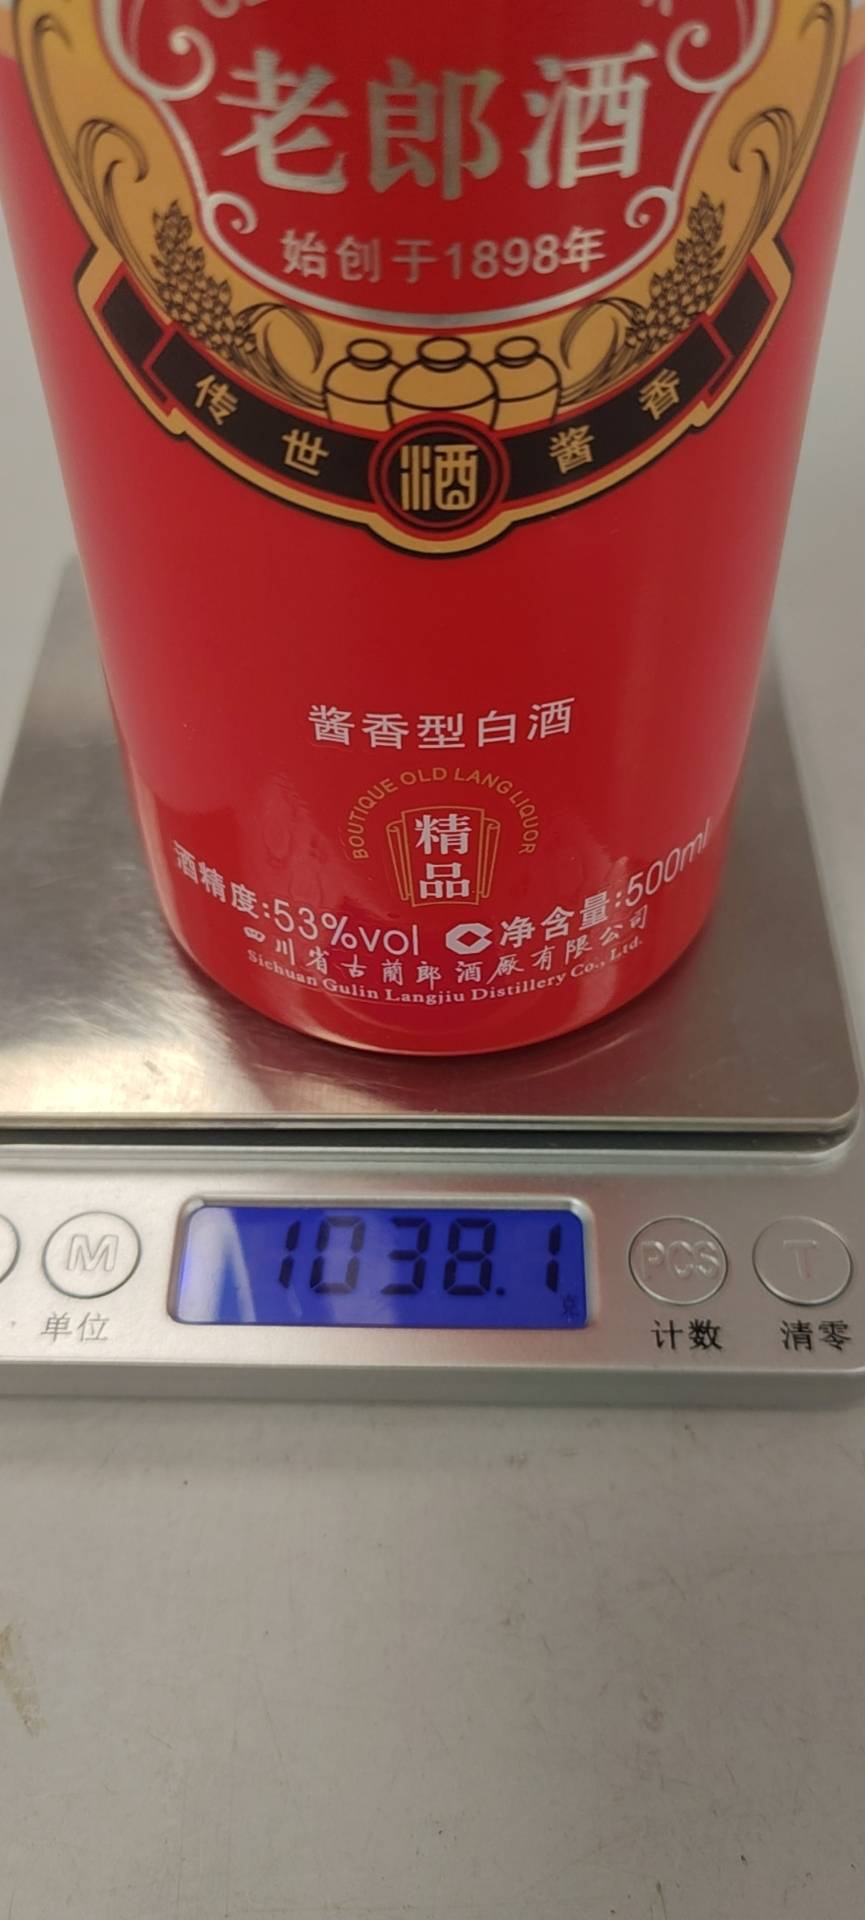 老郎酒
始创于1898年
传世酒酱香
酱香型白酒
BOUTIQUE OLD LANG LIQUOR
精品
酒精度:53%vol 净含量:500ml
四川省古蔺郎酒厂有限公司
Sichuan Gulin Langjiu Distillery Co., Ltd.
1038.1
克
M
PCS
T
单位
计数
清零